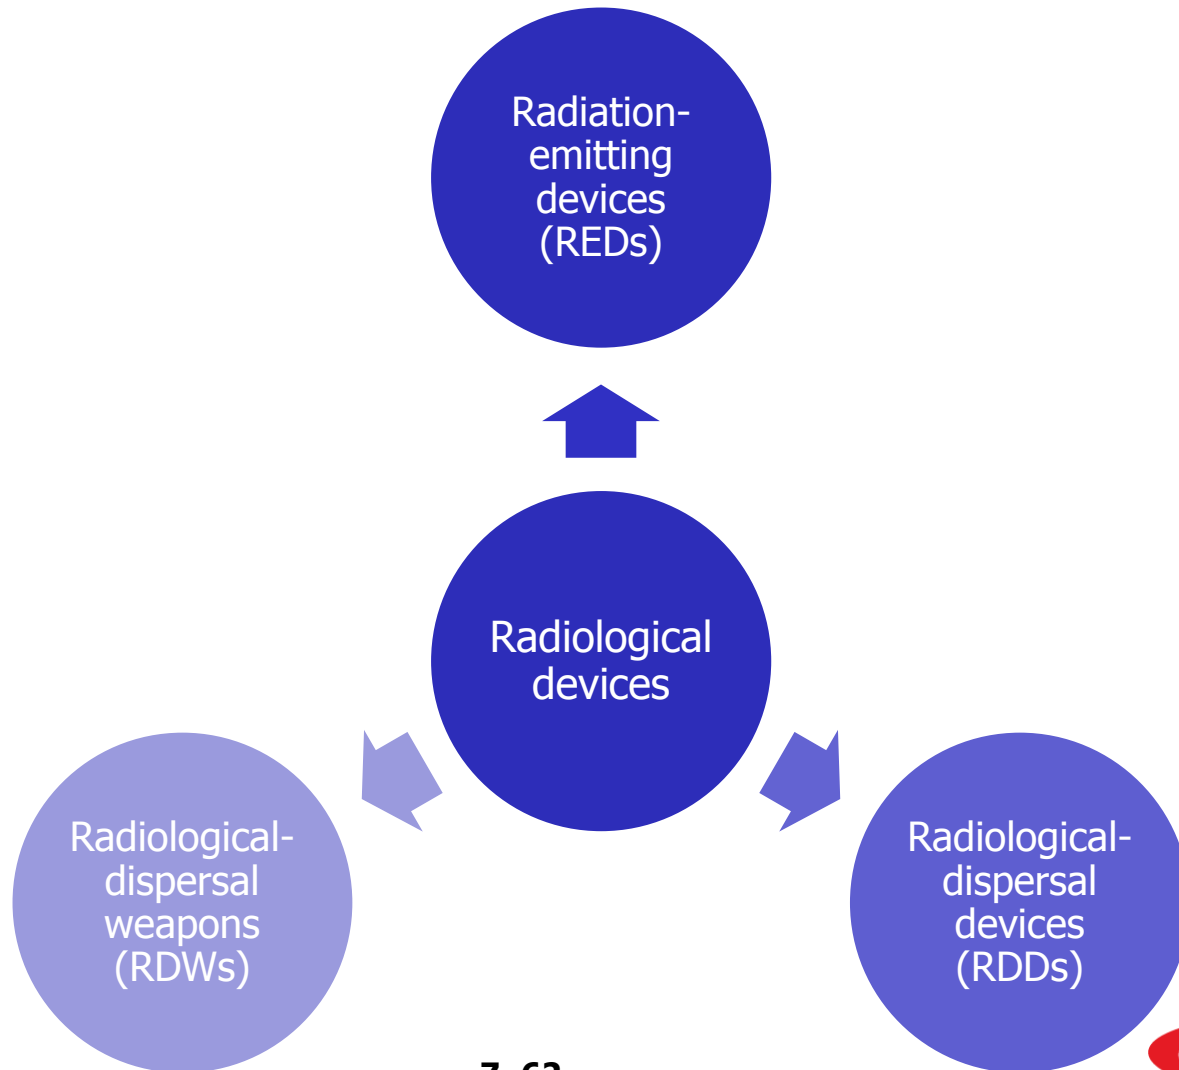 Radiation-
emitting
devices
(REDs)
Radiological
devices
Radiological-
dispersal
weapons
(RDWs)
Radiological-
dispersal
devices
(RDDs)